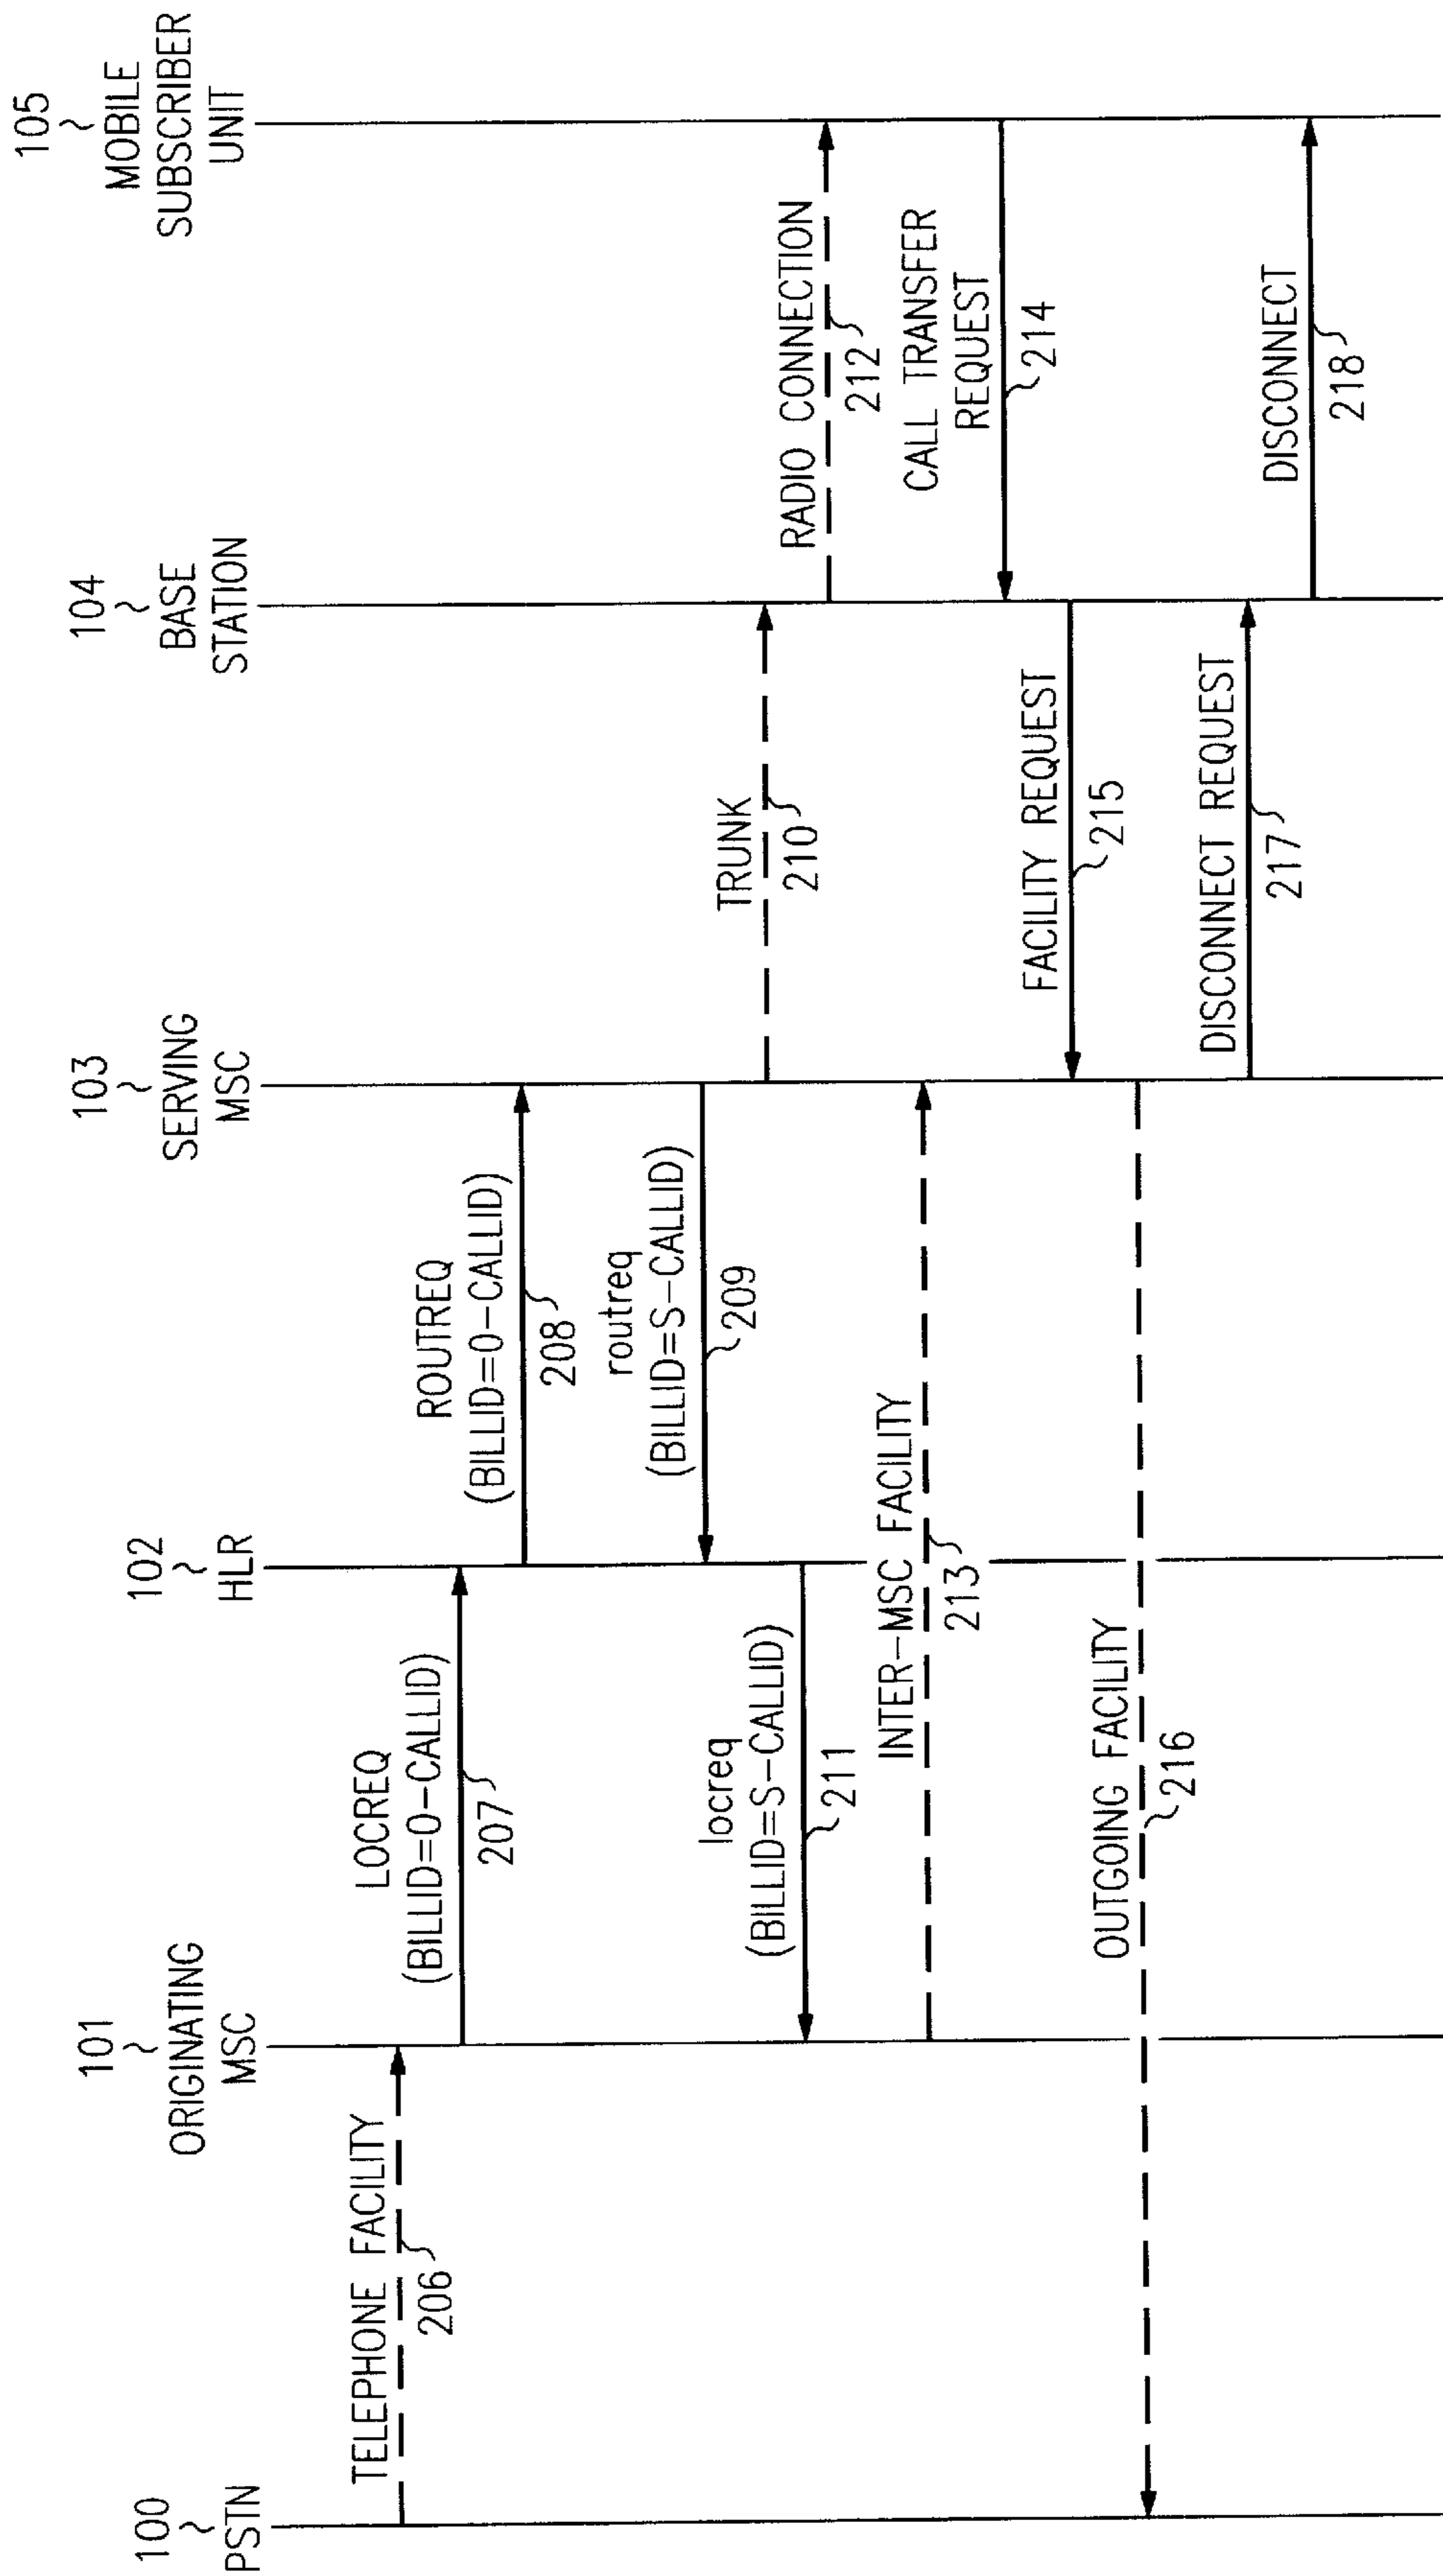 100
PSTN
101
ORIGINATING
MSC
102
HLR
103
SERVING
MSC
104
BASE
STATION
105
MOBILE
SUBSCRIBER
UNIT
TELEPHONE FACILITY
206
LOCREQ
(BILLID=O-CALLID)
207
ROUTREQ
(BILLID=O-CALLID)
208
routreq
(BILLID=S-CALLID)
209
TRUNK
210
locreq
(BILLID=S-CALLID)
211
RADIO CONNECTION
212
INTER-MSC FACILITY
213
CALL TRANSFER
REQUEST
214
FACILITY REQUEST
215
OUTGOING FACILITY
216
DISCONNECT REQUEST
217
DISCONNECT
218